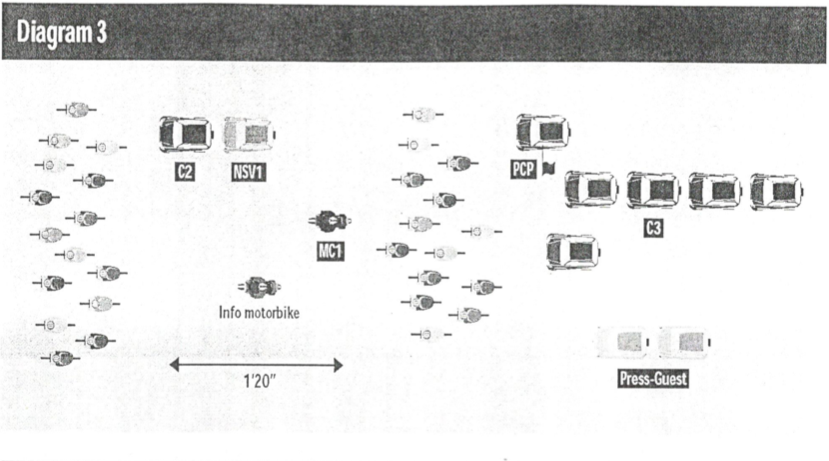 Diagram 3
C2
NSV1
PCP
C3
MC1
Info motorbike
1'20"
Press-Guest